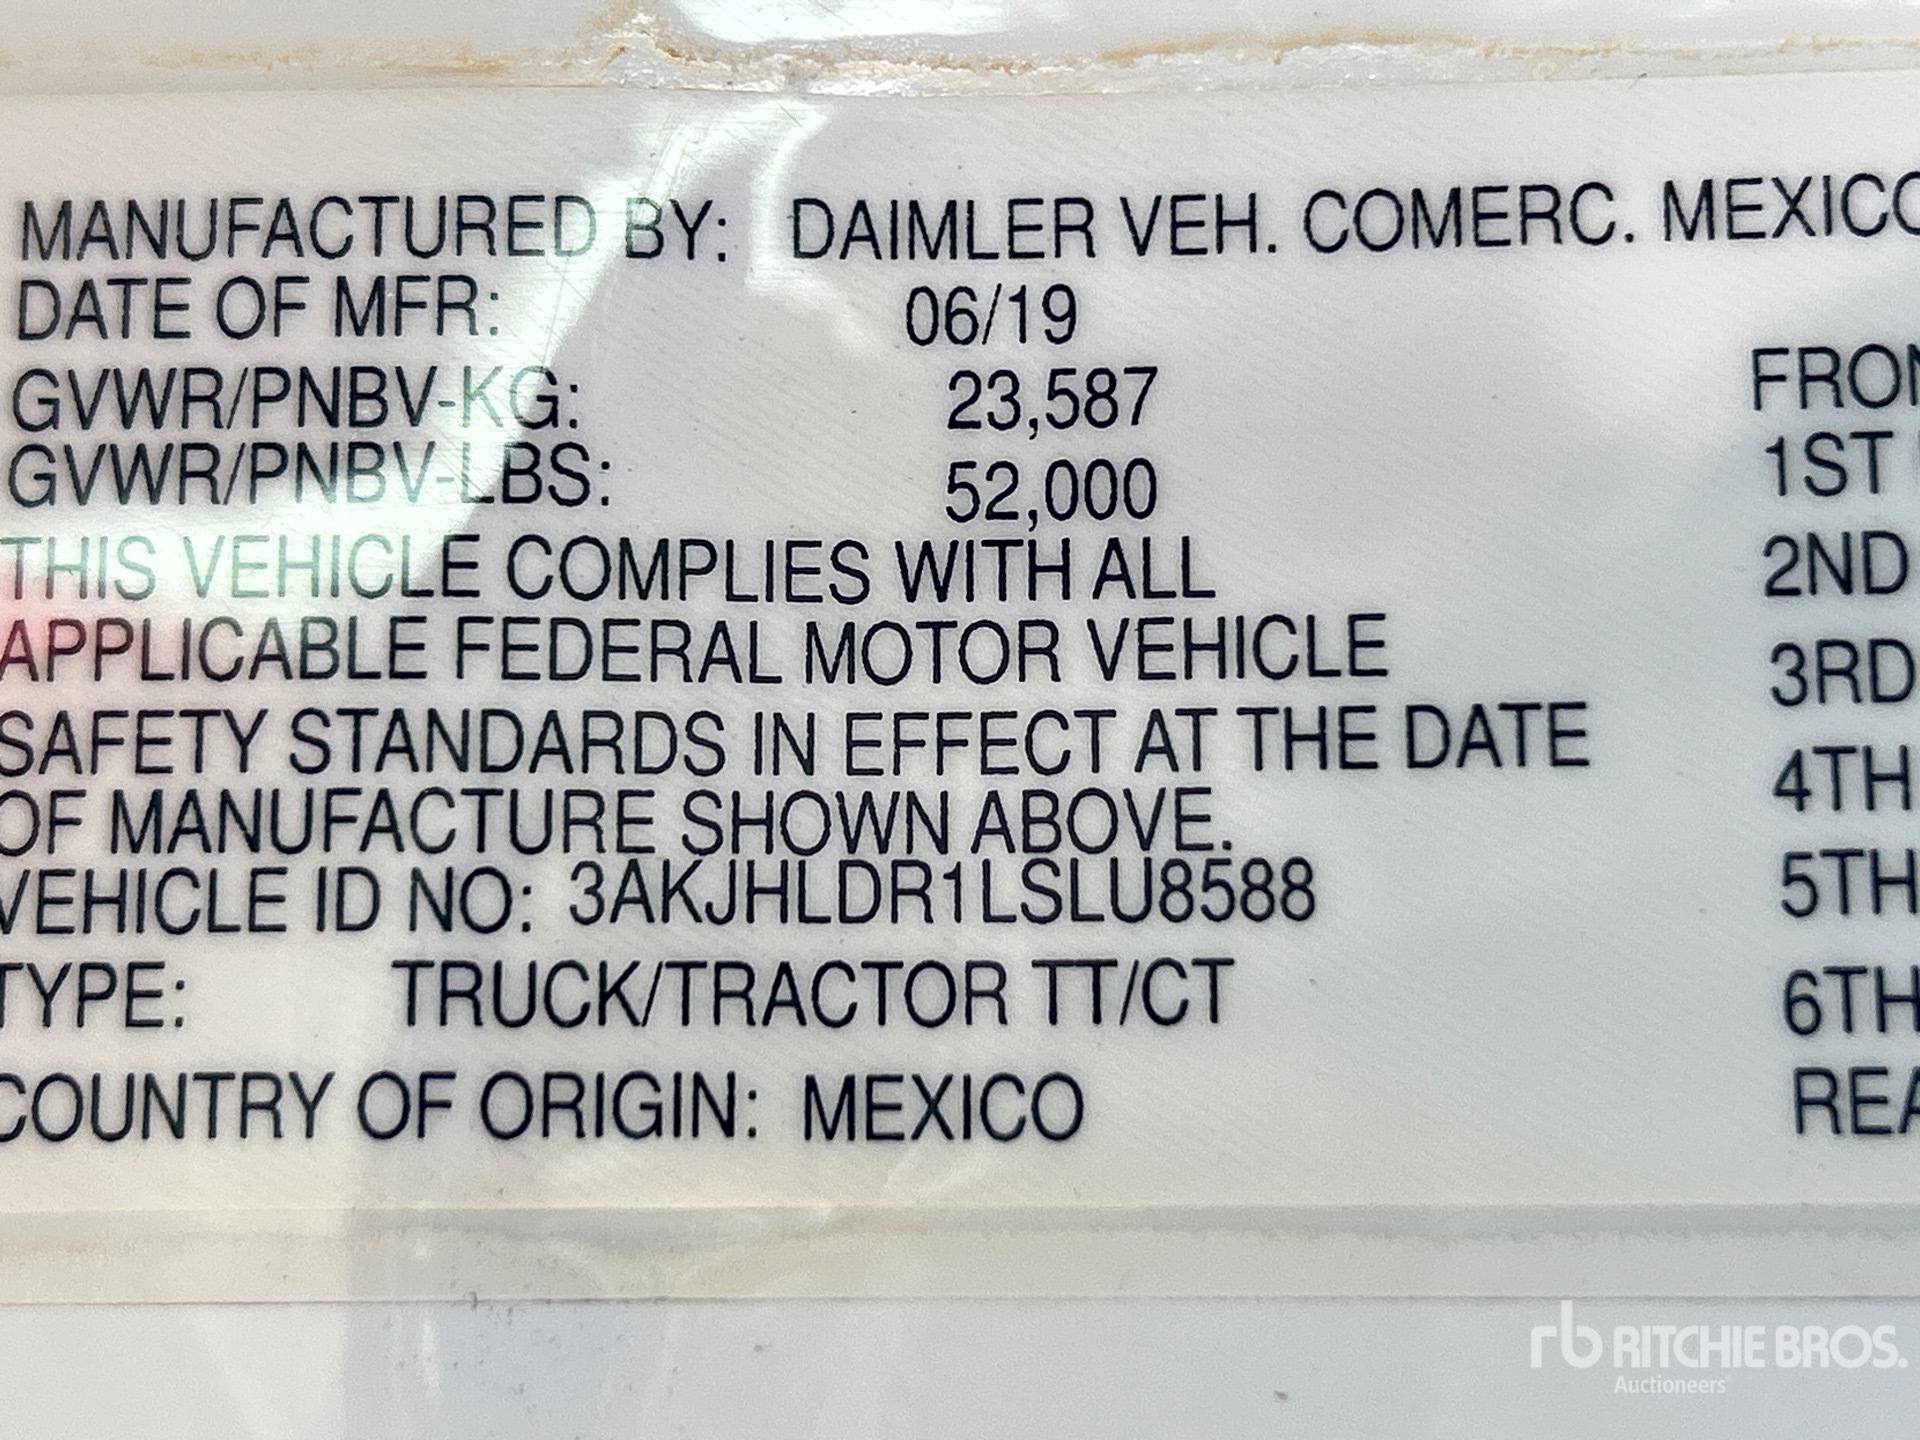 MANUFACTURED BY: DAIMLER VEH. COMERC. MEXICO
DATE OF MFR: 06/19
GVWR/PNBV-KG: 23,587
FRON
GVWR/PNBV-LBS: 52,000
1ST
THIS VEHICLE COMPLIES WITH ALL
2ND
APPLICABLE FEDERAL MOTOR VEHICLE
3RD
SAFETY STANDARDS IN EFFECT AT THE DATE
4TH
OF MANUFACTURE SHOWN ABOVE.
VEHICLE ID NO: 3AKJHLDR1LSLU8588
5TH
TYPE: TRUCK/TRACTOR TT/CT
6TH
COUNTRY OF ORIGIN: MEXICO
REA
rb RITCHIE BROS.
Auctioneers